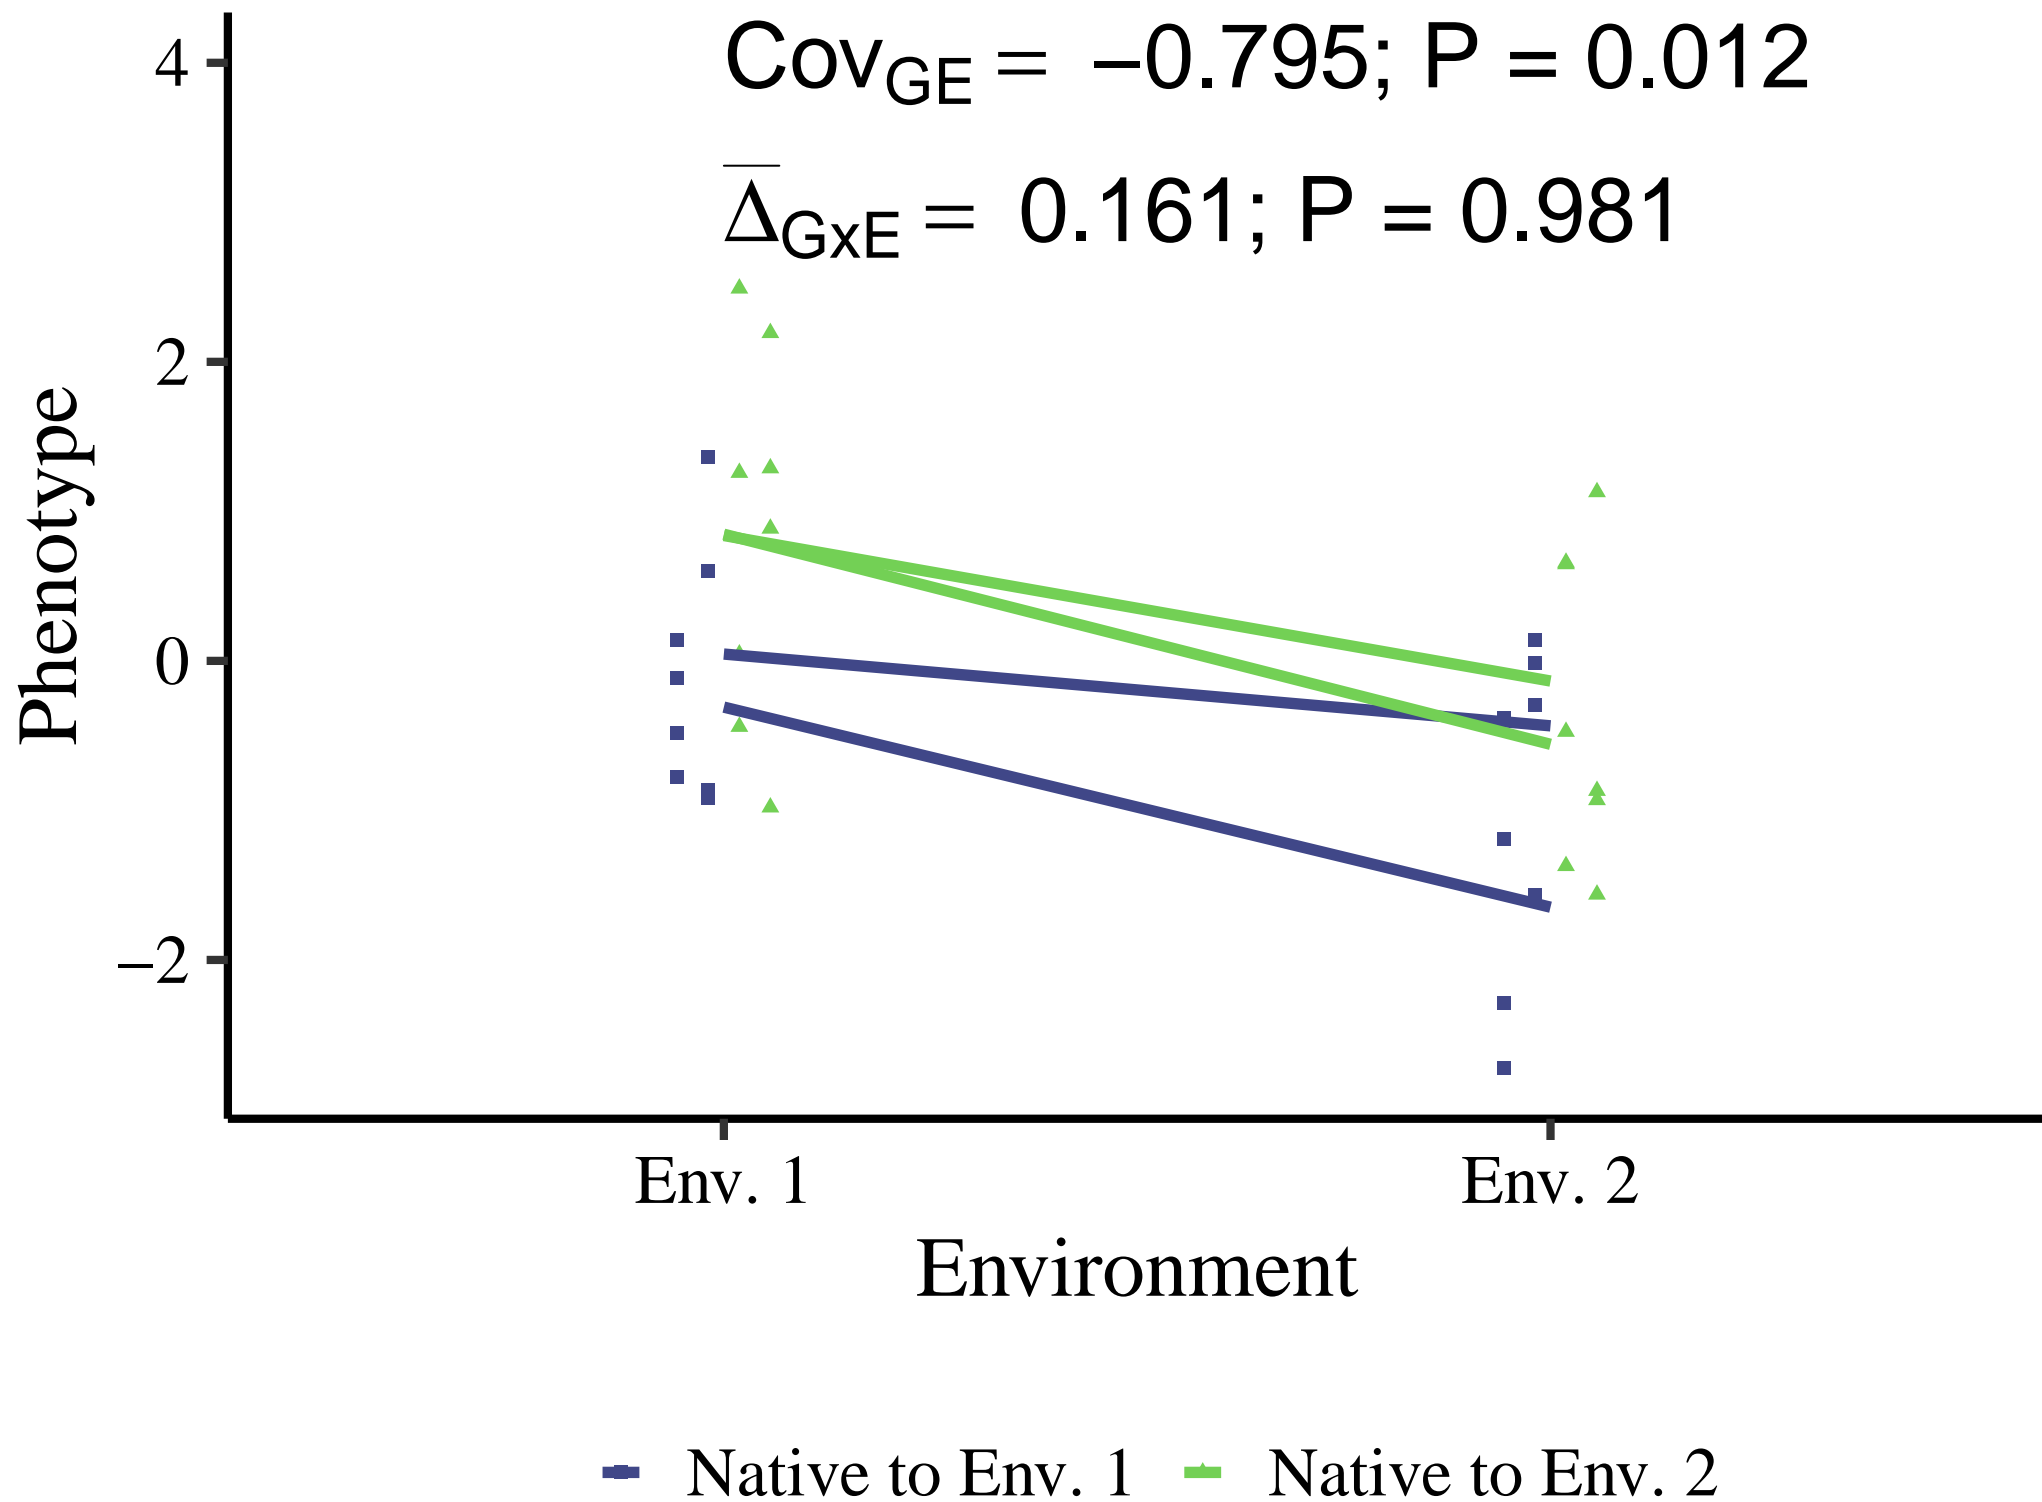 Cov_GE = −0.795; P = 0.012
Δ̅_GxE = 0.161; P = 0.981
4
2
0
−2
Phenotype
Env. 1
Env. 2
Environment
Native to Env. 1
Native to Env. 2